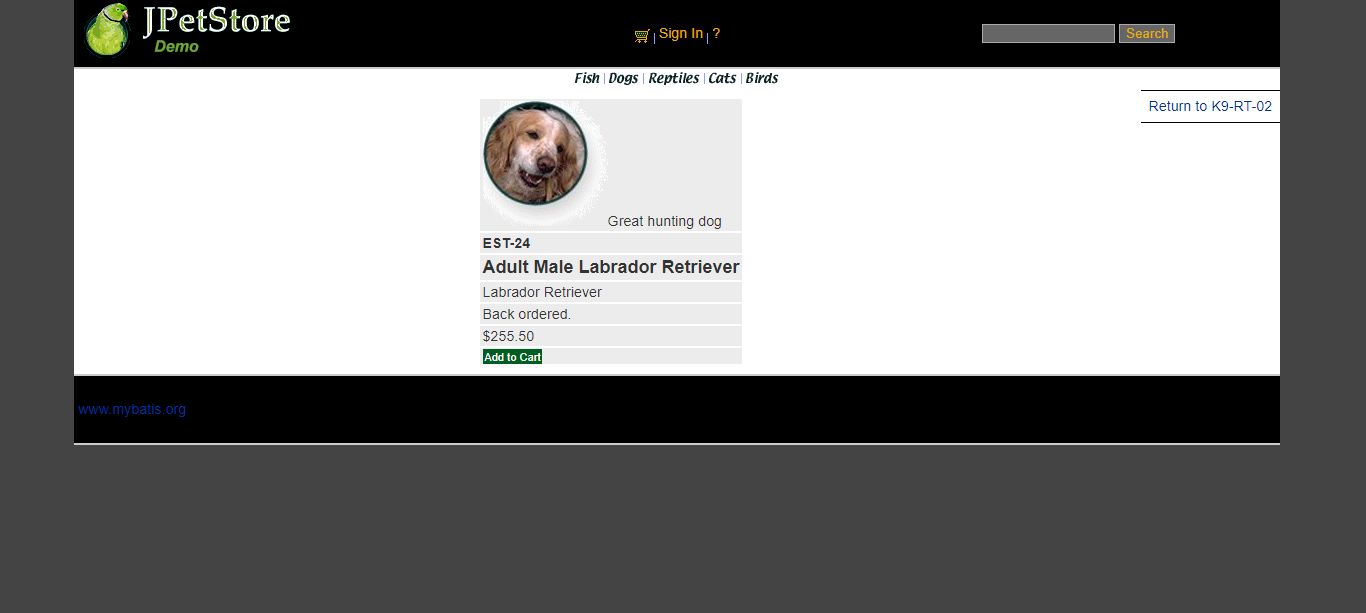 JPetStore
Demo
Sign In | ?
Search
Fish | Dogs | Reptiles | Cats | Birds
Return to K9-RT-02
Great hunting dog
EST-24
Adult Male Labrador Retriever
Labrador Retriever
Back ordered.
$255.50
Add to Cart
www.mybatis.org